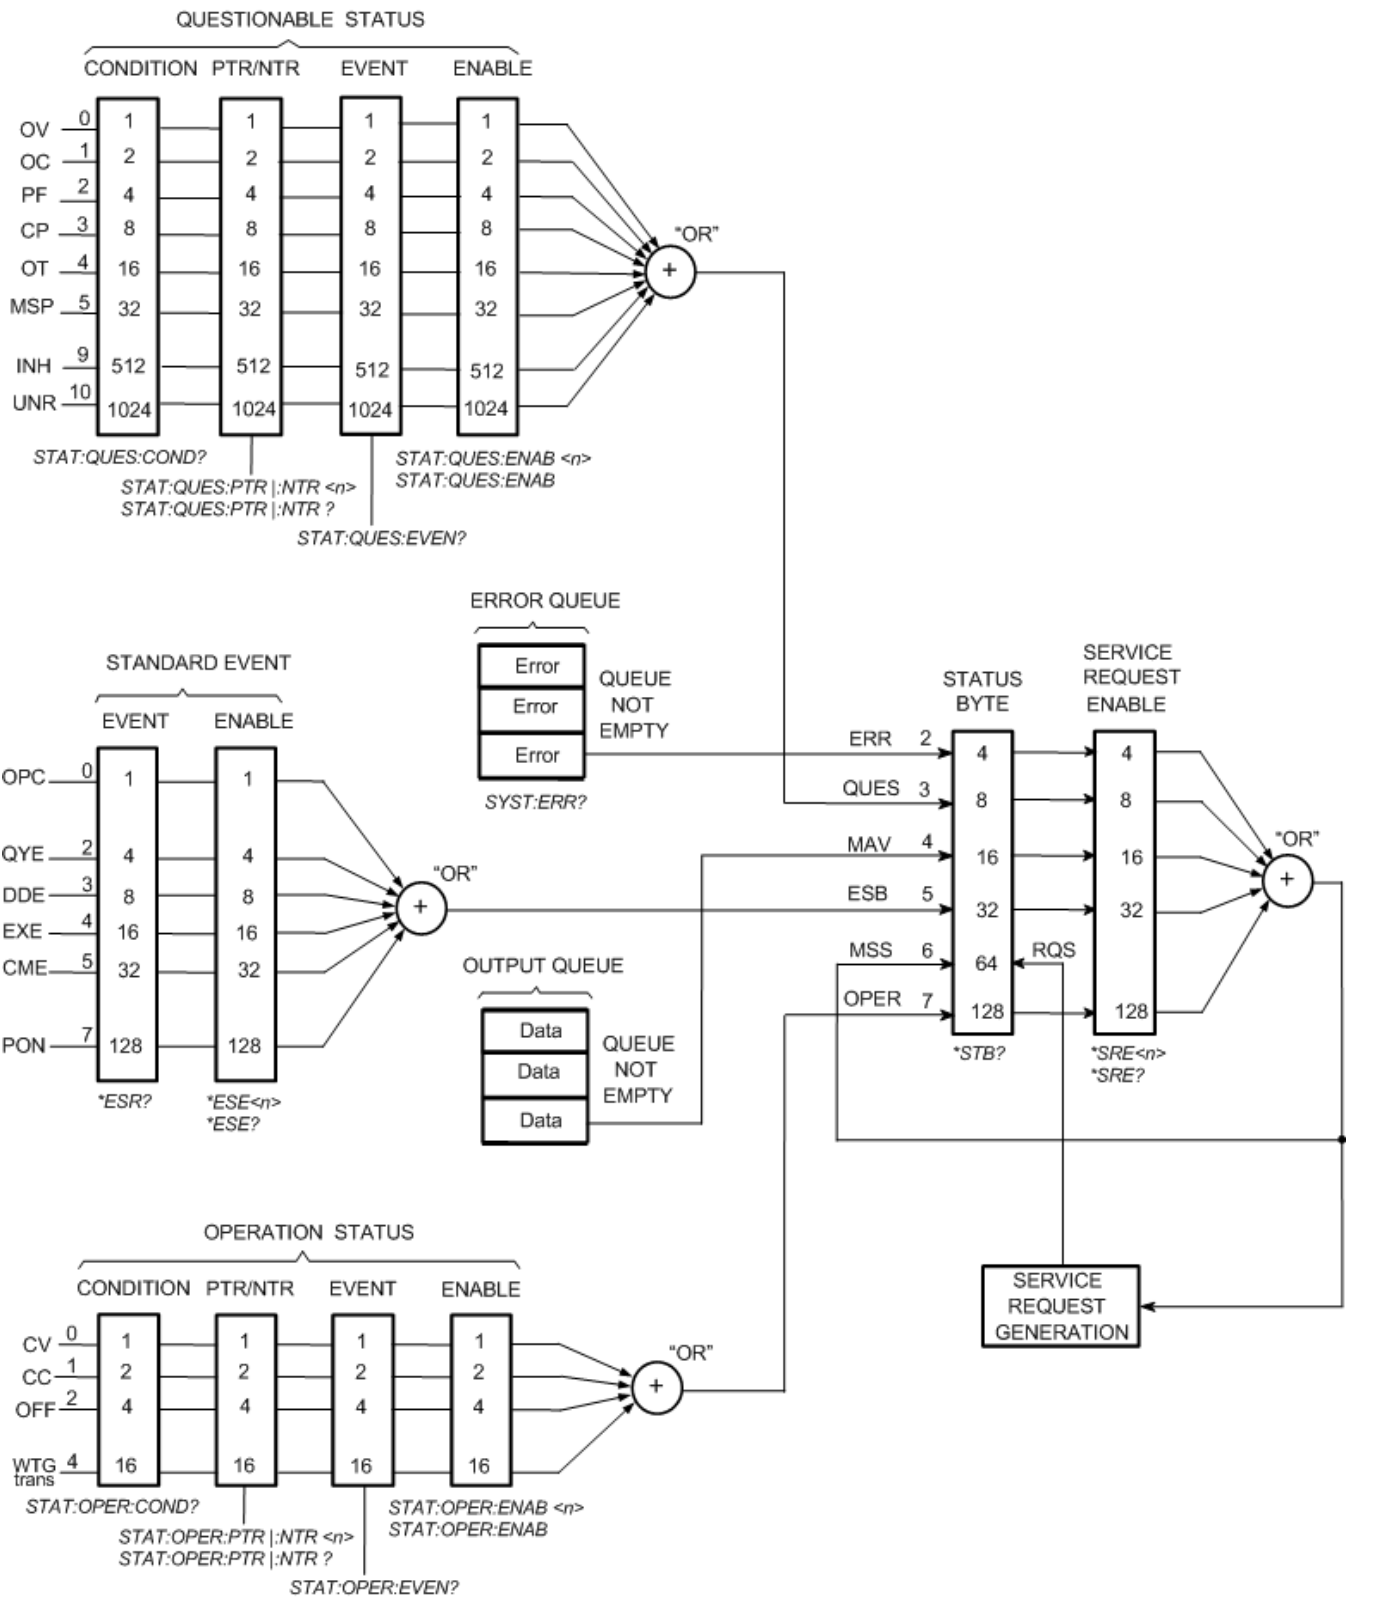 QUESTIONABLE STATUS
CONDITION PTR/NTR EVENT ENABLE
OV 0 1 1 1 1
OC 1 2 2 2 2
PF 2 4 4 4 4
CP 3 8 8 8 8
"OR"
OT 4 16 16 16 16 +
MSP 5 32 32 32 32
INH 9 512 512 512 512
UNR 10 1024 1024 1024 1024
STAT:QUES:COND?
STAT:QUES:ENAB <n>
STAT:QUES:ENAB
STAT:QUES:PTR |:NTR <n>
STAT:QUES:PTR |:NTR ?
STAT:QUES:EVEN?
ERROR QUEUE
Error
Error
Error
QUEUE
NOT
EMPTY
SYST:ERR?
STANDARD EVENT
EVENT ENABLE
OPC 0 1 1
QYE 2 4 4
DDE 3 8 8
EXE 4 16 16
CME 5 32 32
PON 7 128 128
"OR"
+
*ESR?
*ESE<n>
*ESE?
OUTPUT QUEUE
Data
Data
Data
QUEUE
NOT
EMPTY
STATUS
BYTE
SERVICE
REQUEST
ENABLE
ERR 2 4 4
QUES 3 8 8
MAV 4 16 16
ESB 5 32 32
MSS 6 64 RQS
OPER 7 128 128
"OR"
+
*STB?
*SRE<n>
*SRE?
SERVICE
REQUEST
GENERATION
OPERATION STATUS
CONDITION PTR/NTR EVENT ENABLE
CV 0 1 1 1 1
CC 1 2 2 2 2
OFF 2 4 4 4 4
WTG 4 16 16 16 16
trans
"OR"
+
STAT:OPER:COND?
STAT:OPER:ENAB <n>
STAT:OPER:ENAB
STAT:OPER:PTR |:NTR <n>
STAT:OPER:PTR |:NTR ?
STAT:OPER:EVEN?